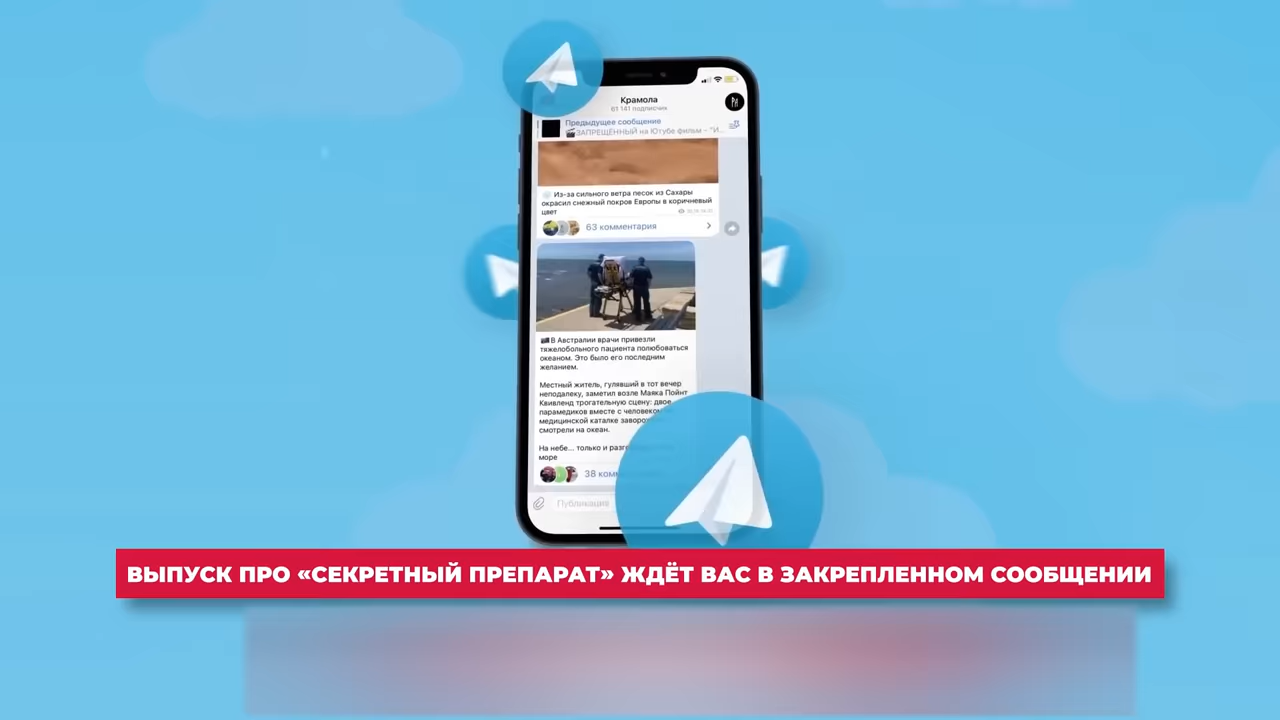 Крамола
61 141 подписчик
Предыдущее сообщение
ЗАПРЕЩЁННЫЙ на Ютубе фильм - "И...
Из-за сильного ветра песок из Сахары
окрасил снежный покров Европы в коричневый
цвет
63 комментария
В Австралии врачи привезли
тяжелобольного пациента полюбоваться
океаном. Это было его последним
желанием.
Местный житель, гулявший в тот вечер
неподалеку, заметил возле Маяка Пойнт
Кивленд трогательную сцену: двое
парамедиков вместе с человеком
медицинской каталке
смотрели на океан.
На небе... только и
море
38
Публикация
ВЫПУСК ПРО «СЕКРЕТНЫЙ ПРЕПАРАТ» ЖДЁТ ВАС В ЗАКРЕПЛЕННОМ СООБЩЕНИИ